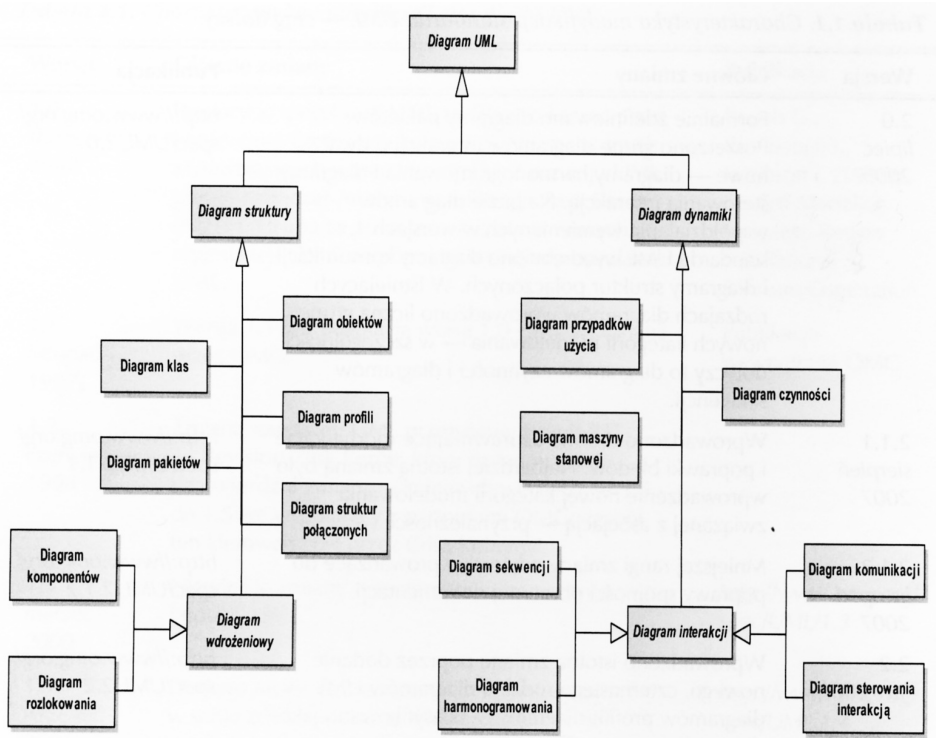 Diagram UML
Diagram struktury
Diagram dynamiki
Diagram obiektów
Diagram przypadków
użycia
Diagram klas
Diagram czynności
Diagram profili
Diagram maszyny
stanowej
Diagram pakietów
Diagram struktur
połączonych
Diagram
komponentów
Diagram sekwencji
Diagram komunikacji
Diagram
wdrożeniowy
Diagram interakcji
Diagram
rozlokowania
Diagram
harmonogramowania
Diagram sterowania
interakcją